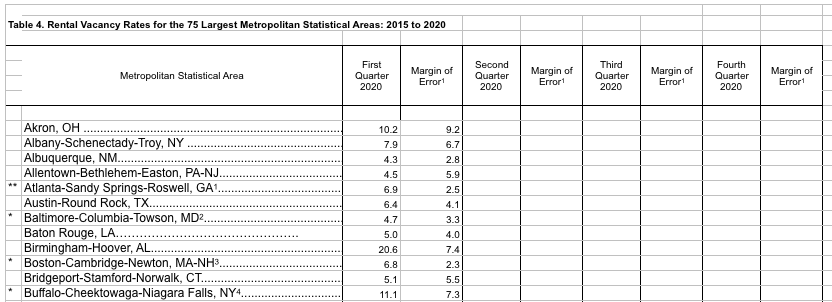 Table 4. Rental Vacancy Rates for the 75 Largest Metropolitan Statistical Areas: 2015 to 2020
Metropolitan Statistical Area First Quarter 2020 Margin of Error¹ Second Quarter 2020 Margin of Error¹ Third Quarter 2020 Margin of Error¹ Fourth Quarter 2020 Margin of Error¹
Akron, OH ................................................................ 10.2 9.2
Albany-Schenectady-Troy, NY ...................................... 7.9 6.7
Albuquerque, NM......................................................... 4.3 2.8
Allentown-Bethlehem-Easton, PA-NJ............................... 4.5 5.9
** Atlanta-Sandy Springs-Roswell, GA¹............................... 6.9 2.5
Austin-Round Rock, TX................................................ 6.4 4.1
* Baltimore-Columbia-Towson, MD²................................... 4.7 3.3
Baton Rouge, LA………………………………………. 5.0 4.0
Birmingham-Hoover, AL................................................ 20.6 7.4
* Boston-Cambridge-Newton, MA-NH³............................... 6.8 2.3
Bridgeport-Stamford-Norwalk, CT................................... 5.1 5.5
* Buffalo-Cheektowaga-Niagara Falls, NY⁴......................... 11.1 7.3